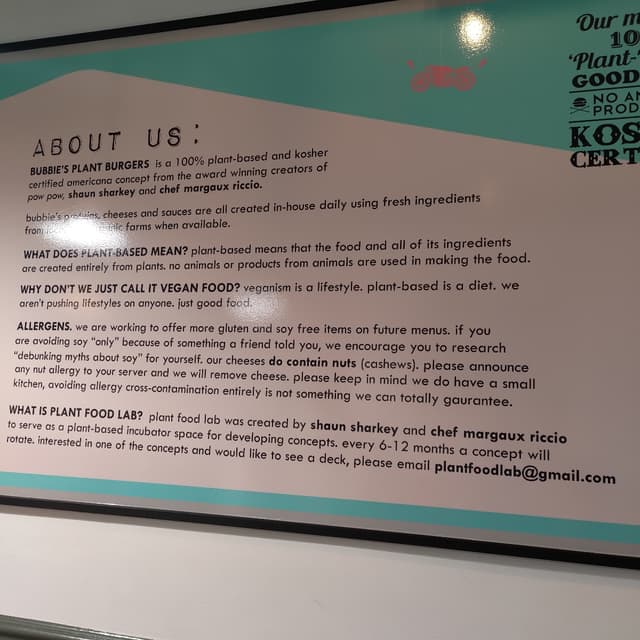 Our m
10
'Plant-
GOOD
NO AN
PROD
KOS
CERT
ABOUT US:
BUBBIE'S PLANT BURGERS is a 100% plant-based and kosher
certified americana concept from the award winning creators of
pow pow, shaun sharkey and chef margaux riccio.
bubbie's proteins, cheeses and sauces are all created in-house daily using fresh ingredients
from farms when available.
WHAT DOES PLANT-BASED MEAN? plant-based means that the food and all of its ingredients
are created entirely from plants. no animals or products from animals are used in making the food.
WHY DON'T WE JUST CALL IT VEGAN FOOD? veganism is a lifestyle. plant-based is a diet. we
aren't pushing lifestyles on anyone. just good food.
ALLERGENS. we are working to offer more gluten and soy free items on future menus. if you
are avoiding soy "only" because of something a friend told you, we encourage you to research
"debunking myths about soy" for yourself. our cheeses do contain nuts (cashews). please announce
any nut allergy to your server and we will remove cheese. please keep in mind we do have a small
kitchen, avoiding allergy cross-contamination entirely is not something we can totally gaurantee.
WHAT IS PLANT FOOD LAB? plant food lab was created by shaun sharkey and chef margaux riccio
to serve as a plant-based incubator space for developing concepts. every 6-12 months a concept will
rotate. interested in one of the concepts and would like to see a deck, please email plantfoodlab@gmail.com